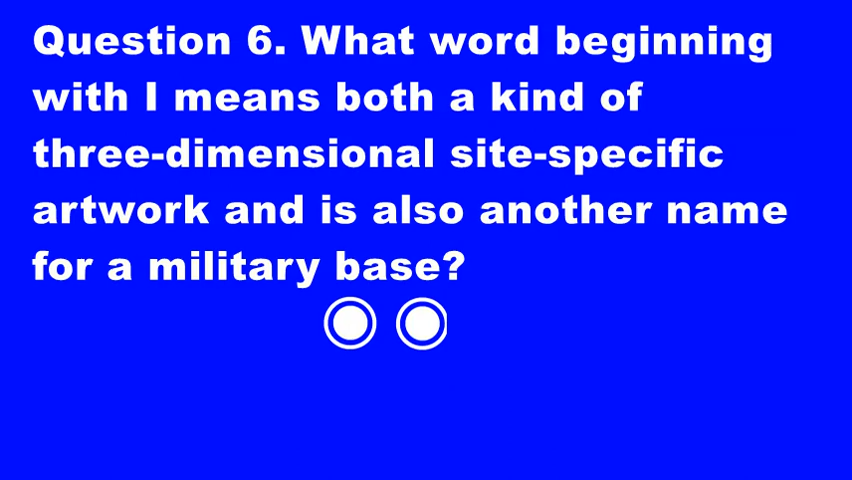 Question 6. What word beginning
with I means both a kind of
three-dimensional site-specific
artwork and is also another name
for a military base?